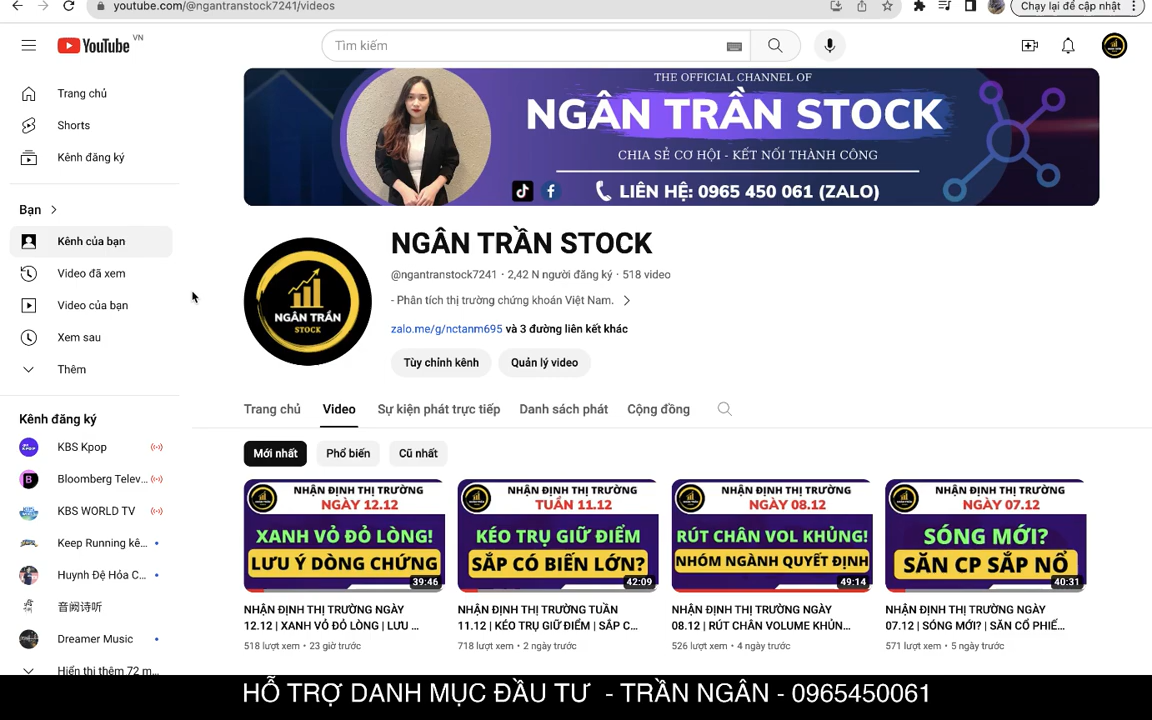 youtube.com/@ngantranstock7241/videos
Chạy lại để cập nhật
YouTube VN
Tìm kiếm
Trang chủ
Shorts
Kênh đăng ký
Bạn
Kênh của bạn
Video đã xem
Video của bạn
Xem sau
Thêm
Kênh đăng ký
KBS Kpop
Bloomberg Telev...
KBS WORLD TV
Keep Running kê...
Huynh Đệ Hỏa C...
音阙诗听
Dreamer Music
Hiển thị thêm 72 m...
THE OFFICIAL CHANNEL OF
NGÂN TRẦN STOCK
CHIA SẺ CƠ HỘI - KẾT NỐI THÀNH CÔNG
LIÊN HỆ: 0965 450 061 (ZALO)
NGÂN TRẦN
STOCK
NGÂN TRẦN STOCK
@ngantranstock7241 · 2,42 N người đăng ký · 518 video
- Phân tích thị trường chứng khoán Việt Nam.
zalo.me/g/nctanm695 và 3 đường liên kết khác
Tùy chỉnh kênh
Quản lý video
Trang chủ
Video
Sự kiện phát trực tiếp
Danh sách phát
Cộng đồng
Mới nhất
Phổ biến
Cũ nhất
NHẬN ĐỊNH THỊ TRƯỜNG
NGÀY 12.12
XANH VỎ ĐỎ LÒNG!
LƯU Ý DÒNG CHỨNG
39:46
NHẬN ĐỊNH THỊ TRƯỜNG NGÀY
12.12 | XANH VỎ ĐỎ LÒNG | LƯU ...
518 lượt xem · 23 giờ trước
NHẬN ĐỊNH THỊ TRƯỜNG
TUẦN 11.12
KÉO TRỤ GIỮ ĐIỂM
SẮP CÓ BIẾN LỚN?
42:09
NHẬN ĐỊNH THỊ TRƯỜNG TUẦN
11.12 | KÉO TRỤ GIỮ ĐIỂM | SẮP C...
718 lượt xem · 2 ngày trước
NHẬN ĐỊNH THỊ TRƯỜNG
NGÀY 08.12
RÚT CHÂN VOL KHỦNG!
NHÓM NGÀNH QUYẾT ĐỊNH
49:14
NHẬN ĐỊNH THỊ TRƯỜNG NGÀY
08.12 | RÚT CHÂN VOLUME KHỦN...
526 lượt xem · 4 ngày trước
NHẬN ĐỊNH THỊ TRƯỜNG
NGÀY 07.12
SÓNG MỚI?
SĂN CP SẮP NỔ
40:31
NHẬN ĐỊNH THỊ TRƯỜNG NGÀY
07.12 | SÓNG MỚI? | SĂN CỔ PHIẾ...
571 lượt xem · 5 ngày trước
HỖ TRỢ DANH MỤC ĐẦU TƯ - TRẦN NGÂN - 0965450061